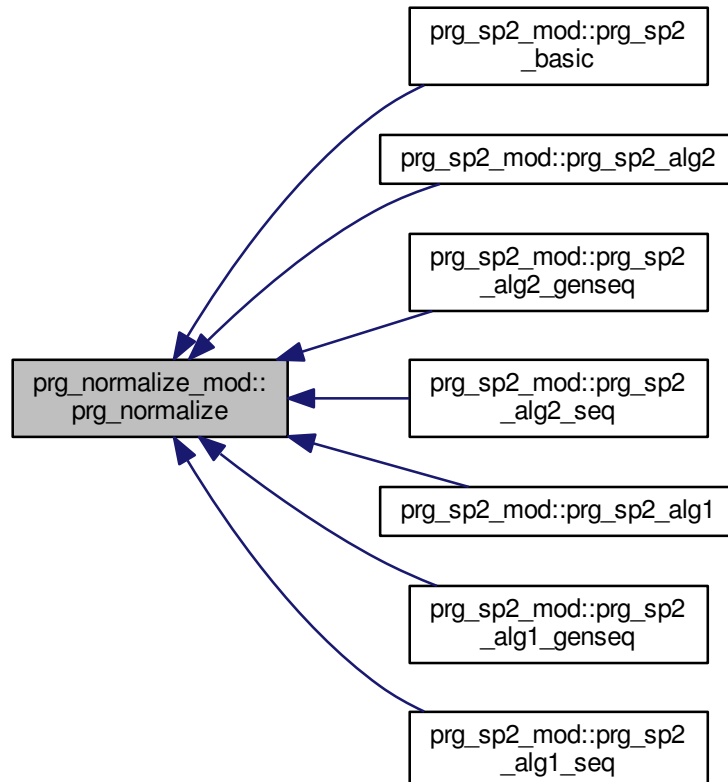 prg_sp2_mod::prg_sp2
_basic
prg_sp2_mod::prg_sp2_alg2
prg_sp2_mod::prg_sp2
_alg2_genseq
prg_normalize_mod::
prg_normalize
prg_sp2_mod::prg_sp2
_alg2_seq
prg_sp2_mod::prg_sp2_alg1
prg_sp2_mod::prg_sp2
_alg1_genseq
prg_sp2_mod::prg_sp2
_alg1_seq